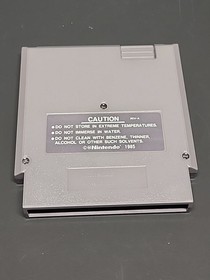 CAUTION
• DO NOT STORE IN EXTREME TEMPERATURES.
• DO NOT IMMERSE IN WATER.
• DO NOT CLEAN WITH BENZENE, THINNER,
ALCOHOL OR OTHER SUCH SOLVENTS.
©Nintendo 1985